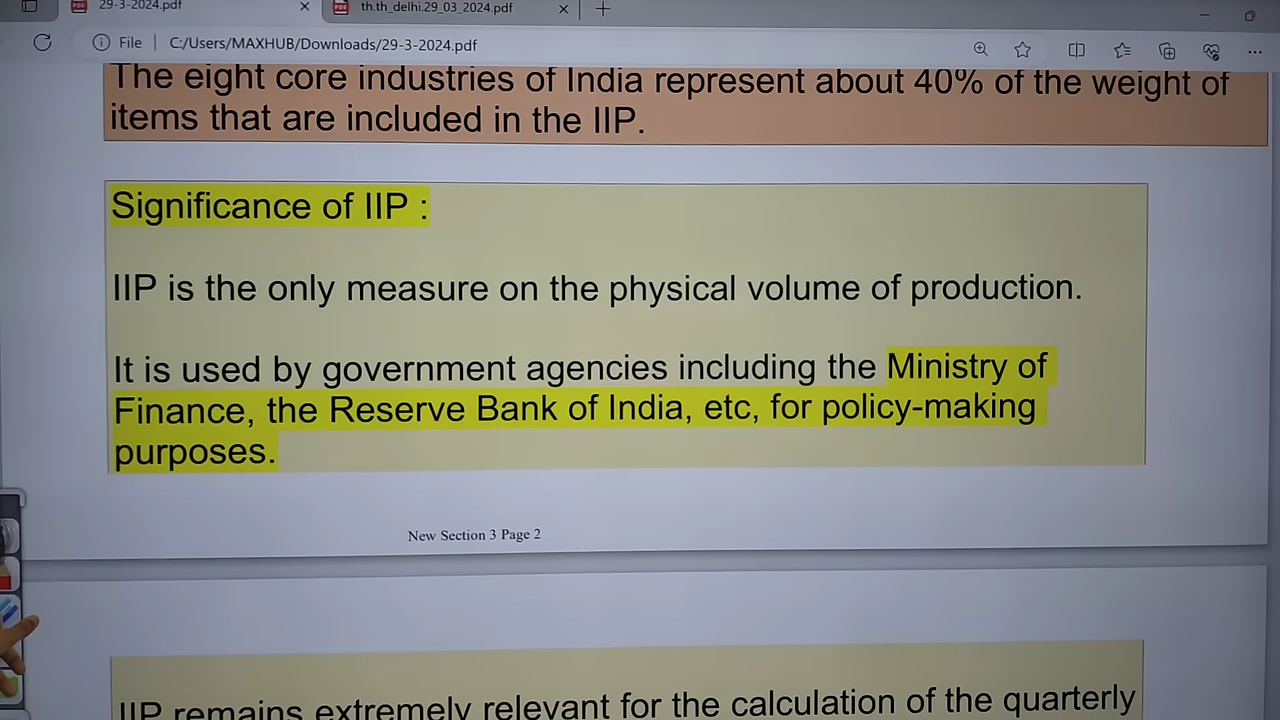 29-3-2024.pdf
th.th_delhi.29_03_2024.pdf
File
C:/Users/MAXHUB/Downloads/29-3-2024.pdf
The eight core industries of India represent about 40% of the weight of
items that are included in the IIP.
Significance of IIP :
IIP is the only measure on the physical volume of production.
It is used by government agencies including the Ministry of
Finance, the Reserve Bank of India, etc, for policy-making
purposes.
New Section 3 Page 2
IIP remains extremely relevant for the calculation of the quarterly